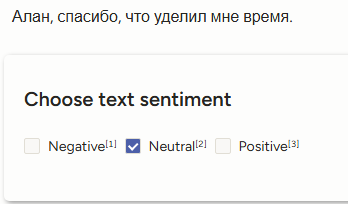 Алан, спасибо, что уделил мне время.
Choose text sentiment
Negative[1] Neutral[2] Positive[3]